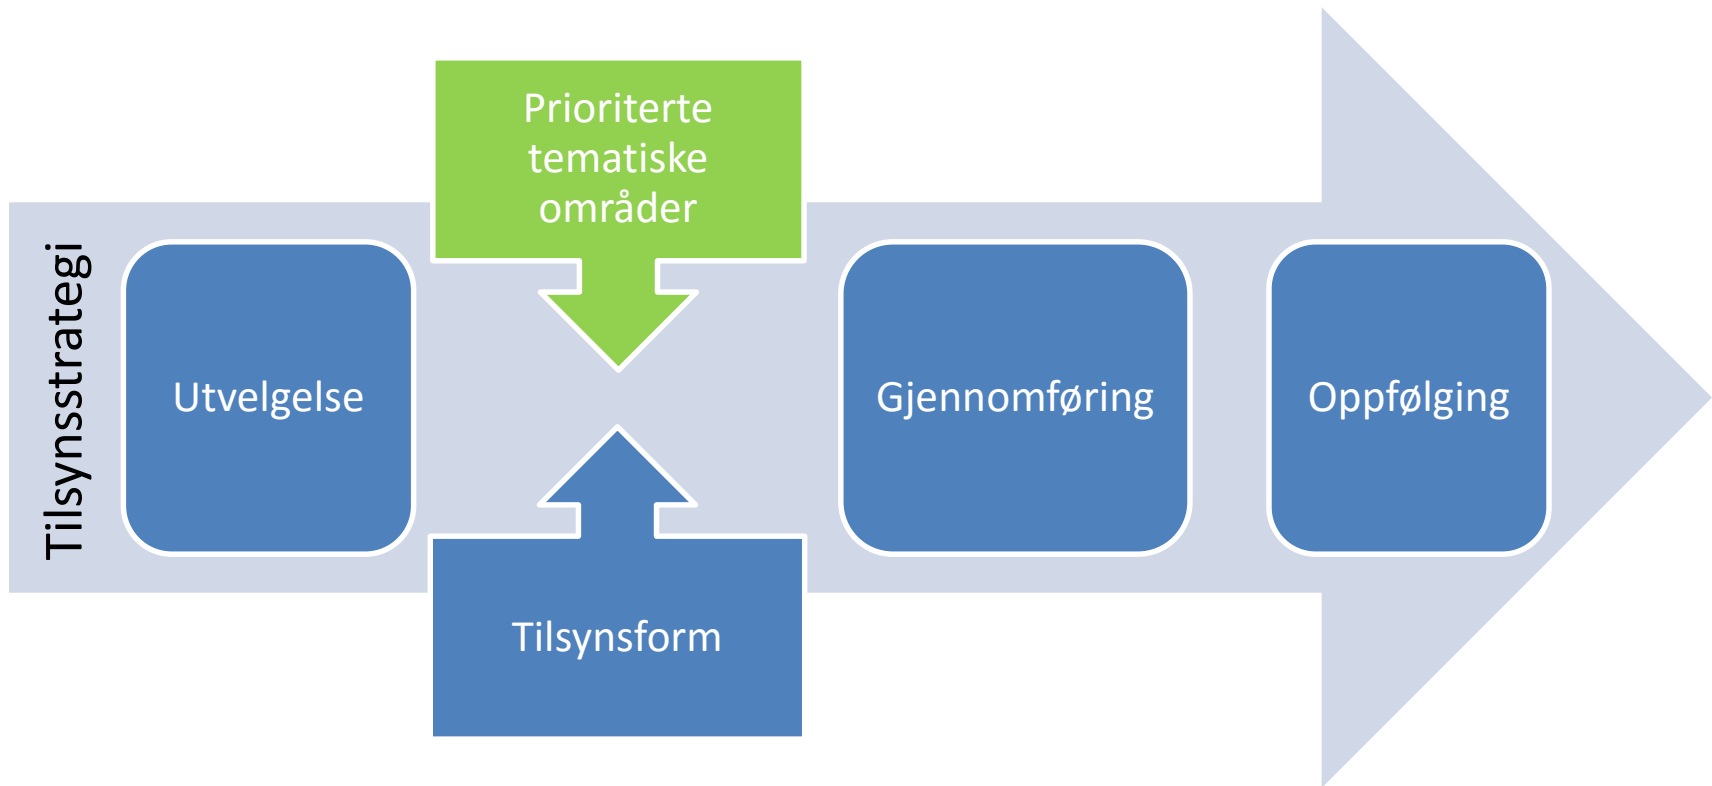 Tilsynsstrategi
Utvelgelse
Prioriterte
tematiske
områder
Tilsynsform
Gjennomføring
Oppfølging